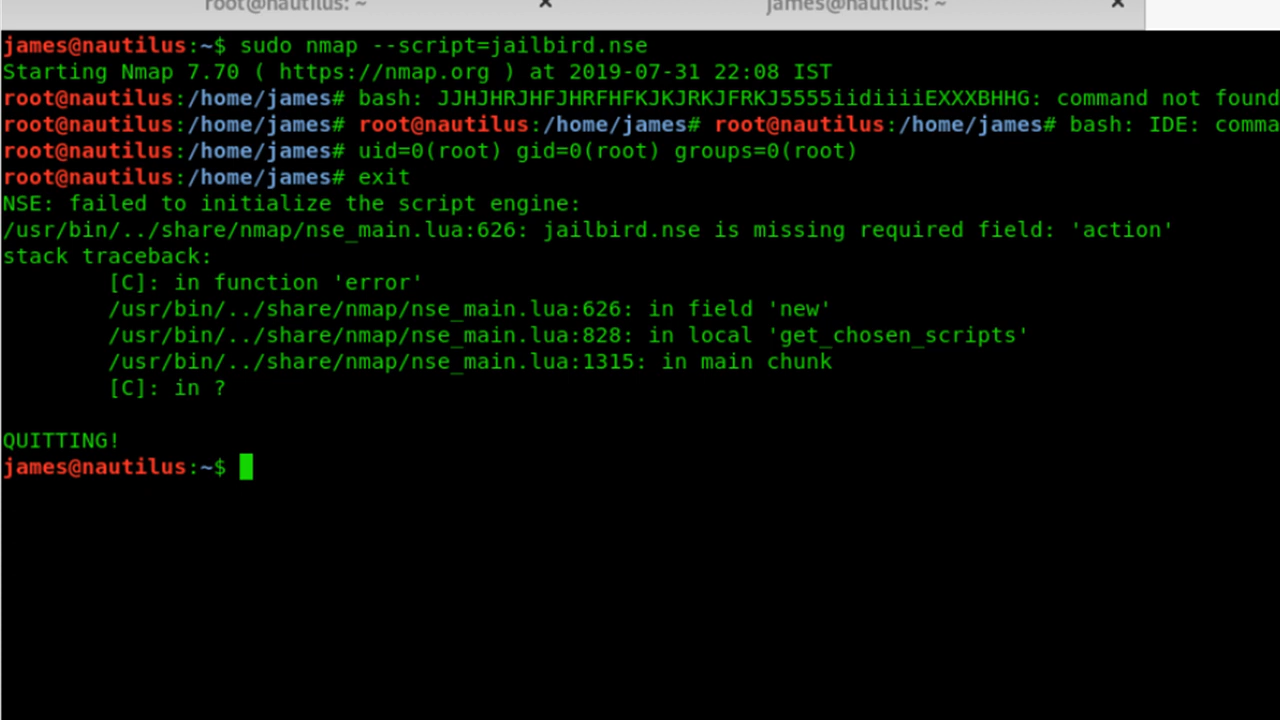 root@nautilus: ~ × james@nautilus: ~ ×
james@nautilus:~$ sudo nmap --script=jailbird.nse
Starting Nmap 7.70 ( https://nmap.org ) at 2019-07-31 22:08 IST
root@nautilus:/home/james# bash: JJHJHRJHFJHRFHFKJKJRKJFRKJ5555iidiiiiEXXXBHHG: command not found
root@nautilus:/home/james# root@nautilus:/home/james# root@nautilus:/home/james# bash: IDE: comma
root@nautilus:/home/james# uid=0(root) gid=0(root) groups=0(root)
root@nautilus:/home/james# exit
NSE: failed to initialize the script engine:
/usr/bin/../share/nmap/nse_main.lua:626: jailbird.nse is missing required field: 'action'
stack traceback:
[C]: in function 'error'
/usr/bin/../share/nmap/nse_main.lua:626: in field 'new'
/usr/bin/../share/nmap/nse_main.lua:828: in local 'get_chosen_scripts'
/usr/bin/../share/nmap/nse_main.lua:1315: in main chunk
[C]: in ?
QUITTING!
james@nautilus:~$